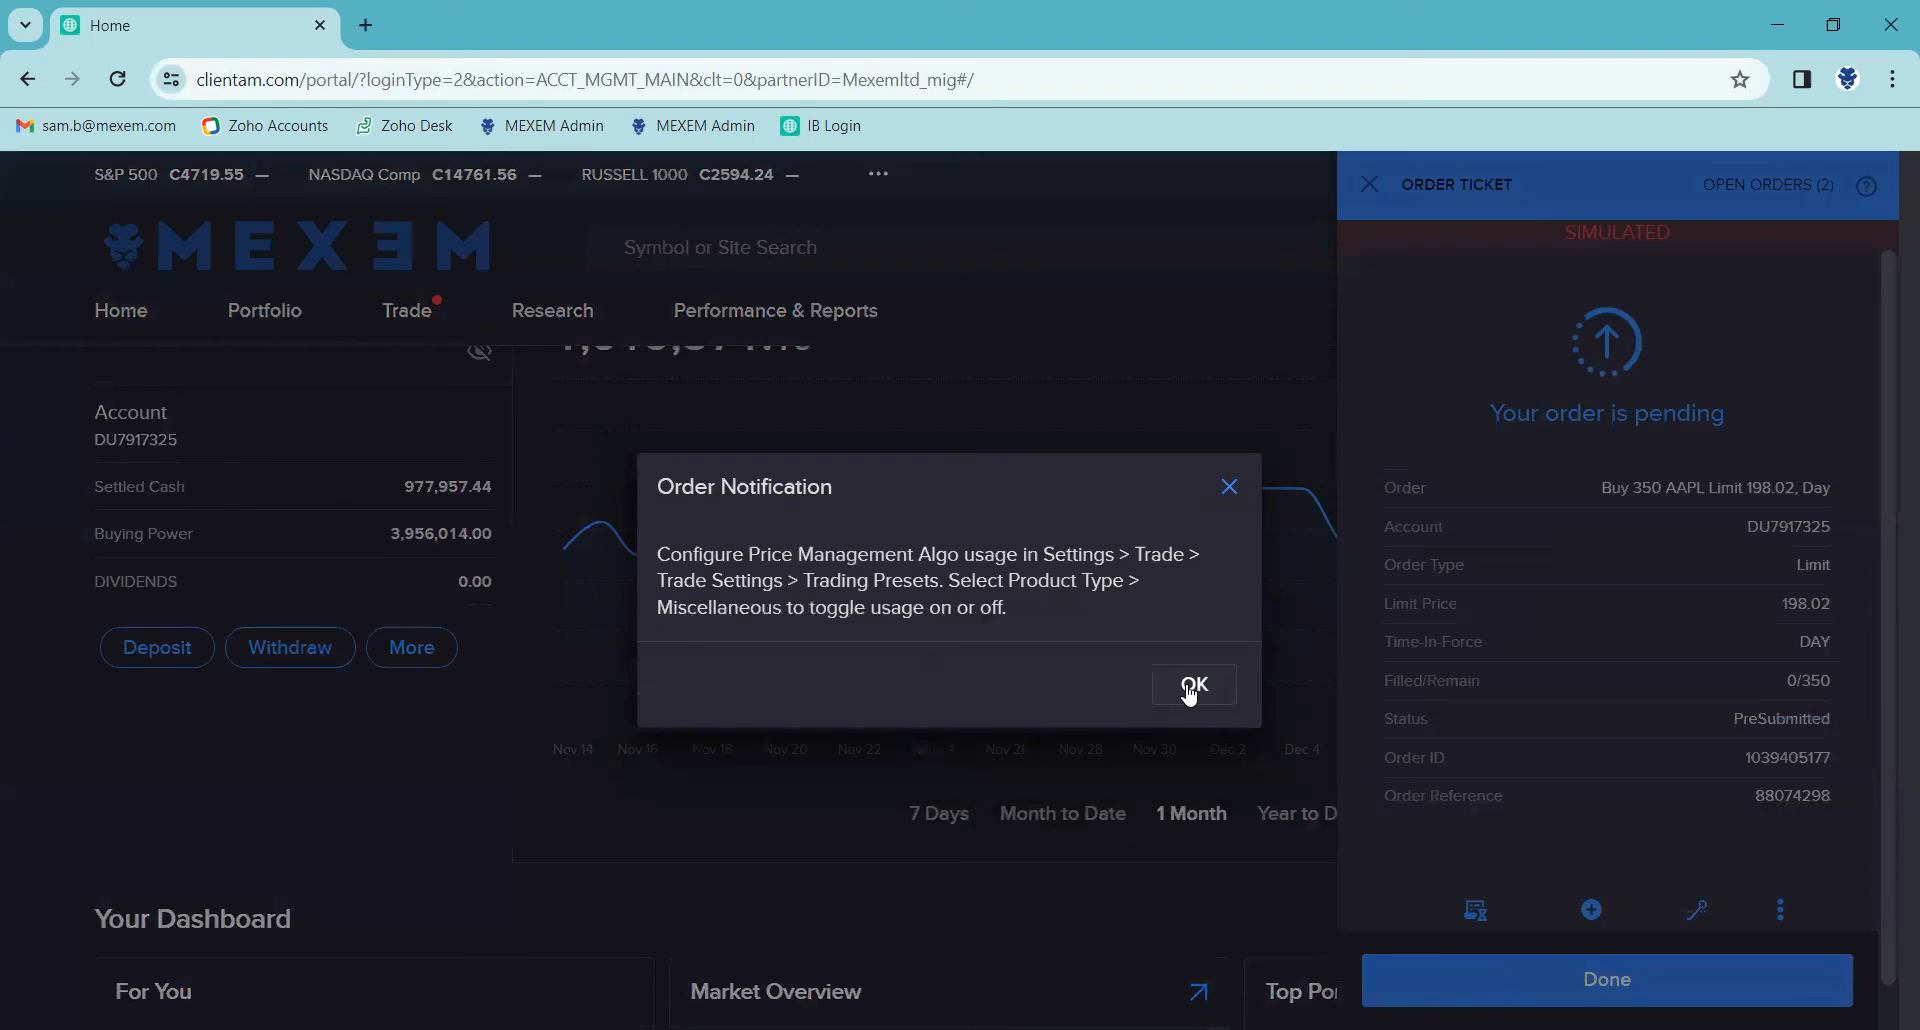 Home
clientam.com/portal/?loginType=2&action=ACCT_MGMT_MAIN&clt=0&partnerID=Mexemltd_mig#/
sam.b@mexem.com Zoho Accounts Zoho Desk MEXEM Admin MEXEM Admin IB Login
S&P 500 C4719.55 — NASDAQ Comp C14761.56 — RUSSELL 1000 C2594.24 —
MEXEM
Symbol or Site Search
Home Portfolio Trade Research Performance & Reports
Account
DU7917325
Settled Cash 977,957.44
Buying Power 3,956,014.00
DIVIDENDS 0.00
Deposit Withdraw More
Order Notification
Configure Price Management Algo usage in Settings > Trade >
Trade Settings > Trading Presets. Select Product Type >
Miscellaneous to toggle usage on or off.
OK
Nov 14 Nov 16 Nov 18 Nov 20 Nov 22 Nov 28 Nov 30 Dec 2 Dec 4
7 Days Month to Date 1 Month Year to D
Your Dashboard
For You
Market Overview
Top Por
ORDER TICKET OPEN ORDERS (2)
SIMULATED
Your order is pending
Order Buy 350 AAPL Limit 198.02, Day
Account DU7917325
Order Type Limit
Limit Price 198.02
Time-In-Force DAY
Filled/Remain 0/350
Status PreSubmitted
Order ID 1039405177
Order Reference 88074298
Done